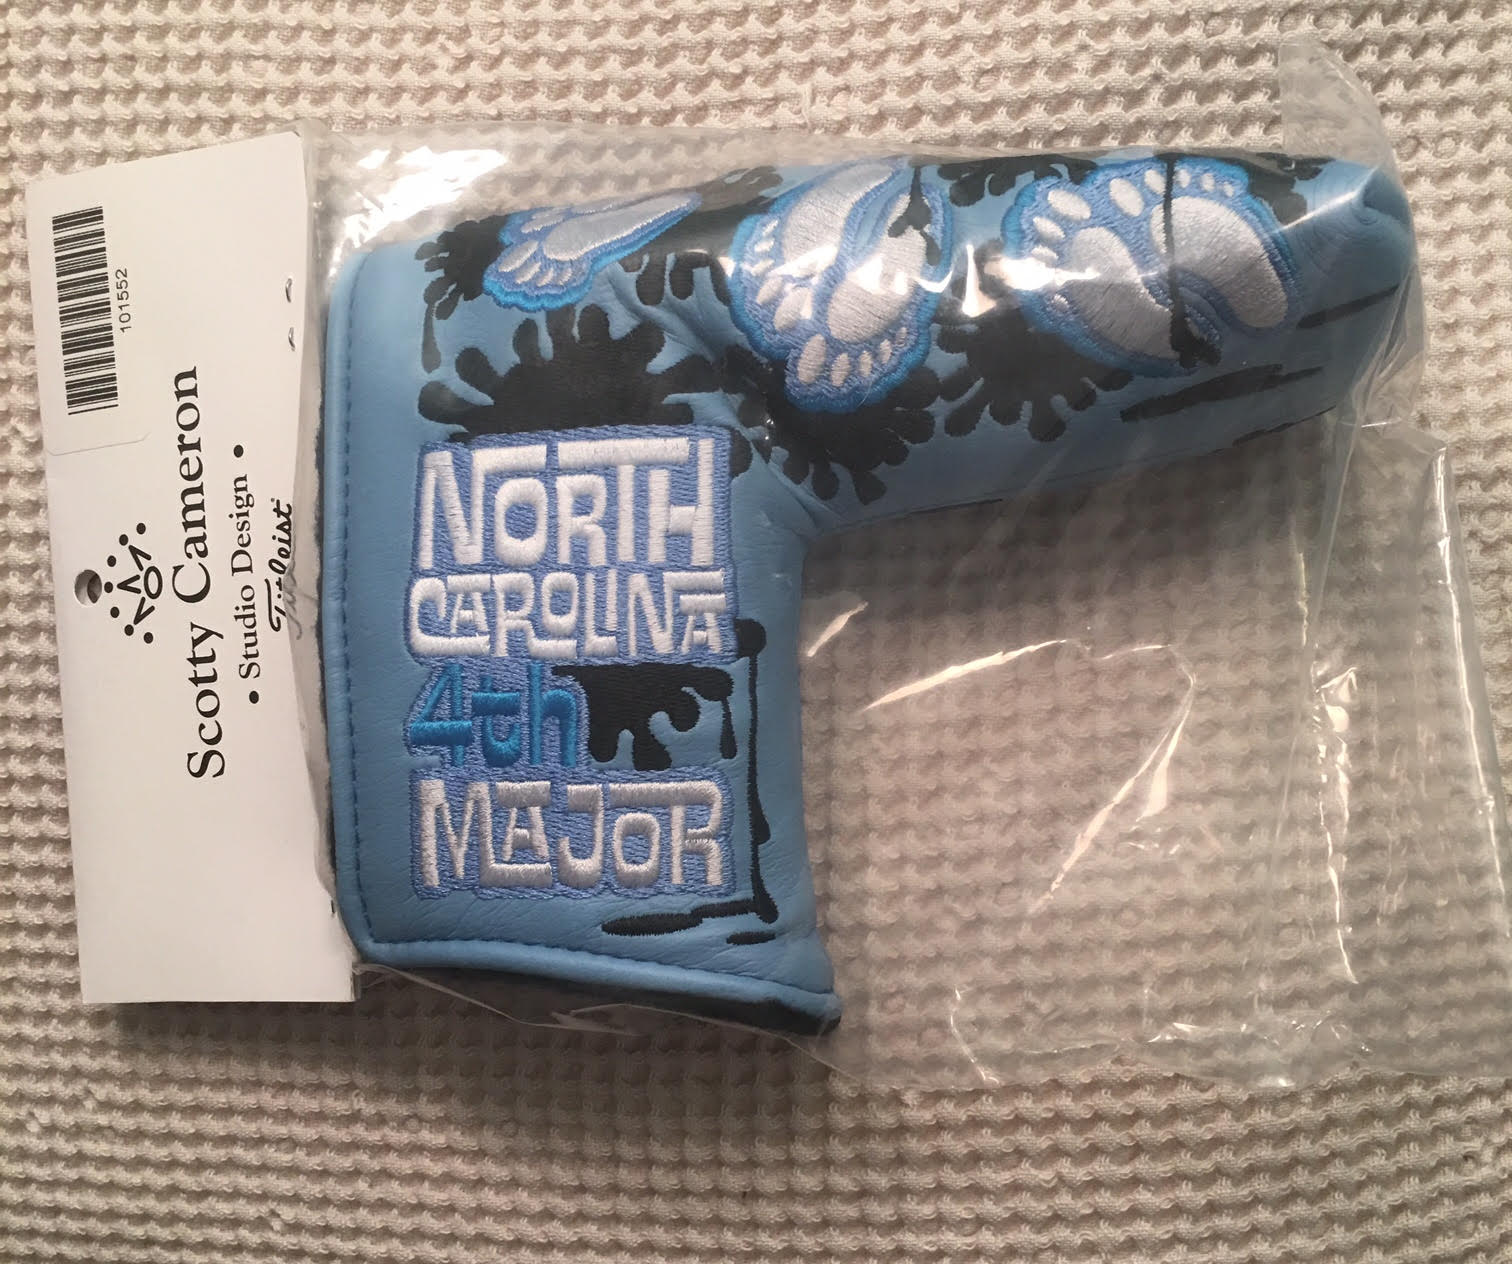 101552
Scotty Cameron
• Studio Design •
Titleist
NORTH
CAROLINA
4th
MAJOR